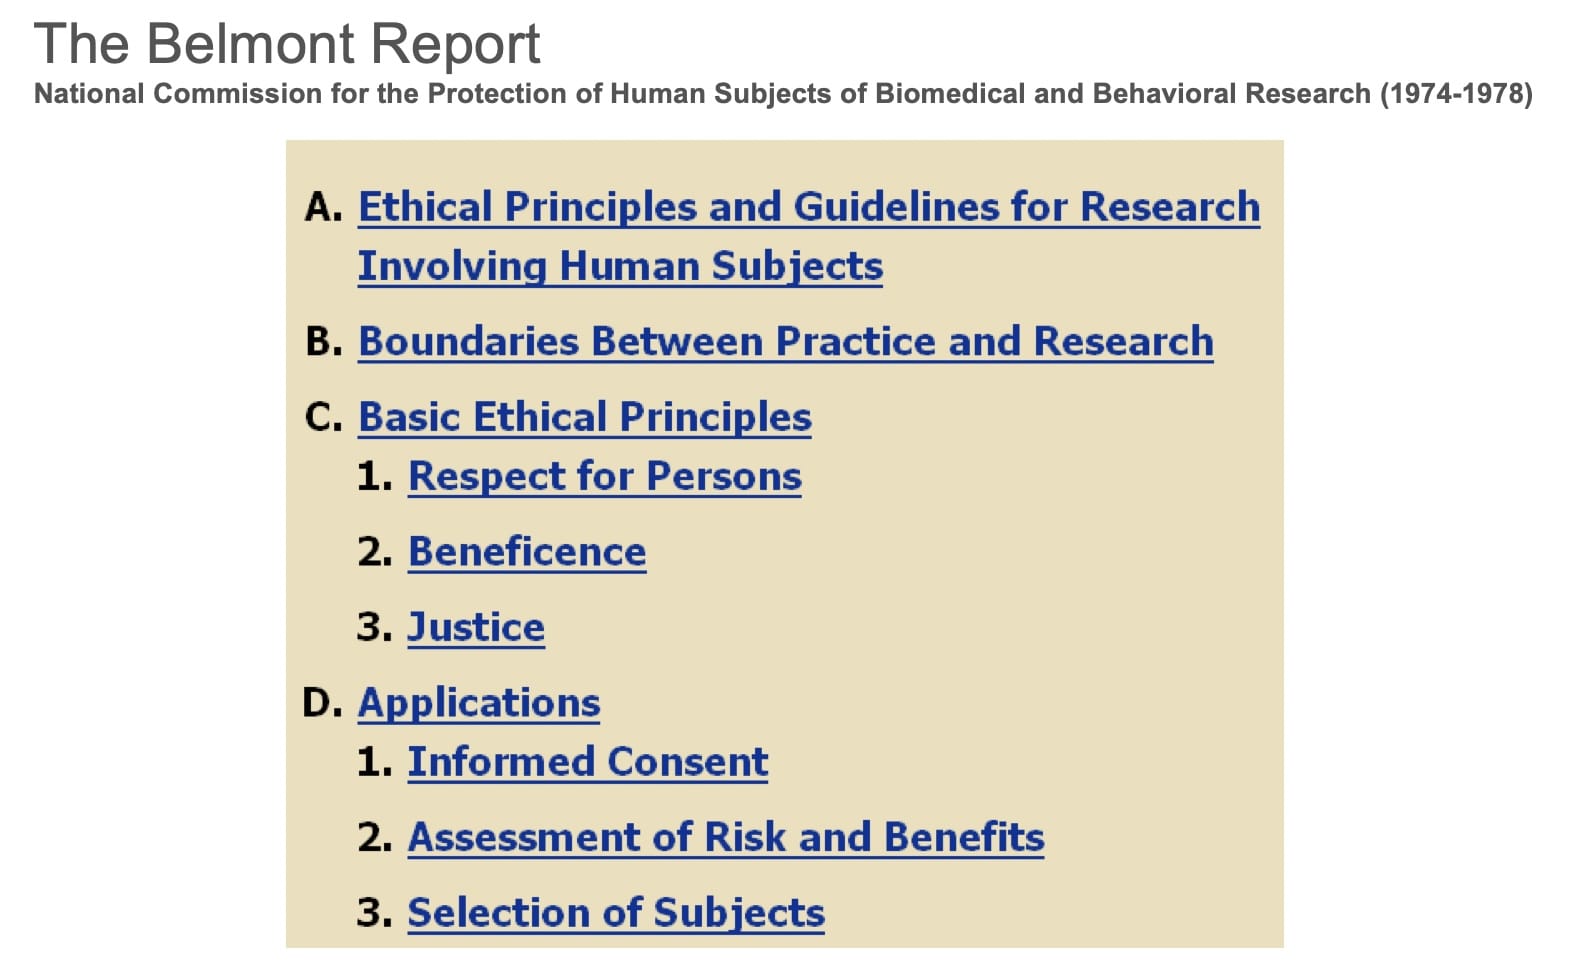 The Belmont Report
National Commission for the Protection of Human Subjects of Biomedical and Behavioral Research (1974-1978)
A. Ethical Principles and Guidelines for Research
Involving Human Subjects
B. Boundaries Between Practice and Research
C. Basic Ethical Principles
1. Respect for Persons
2. Beneficence
3. Justice
D. Applications
1. Informed Consent
2. Assessment of Risk and Benefits
3. Selection of Subjects